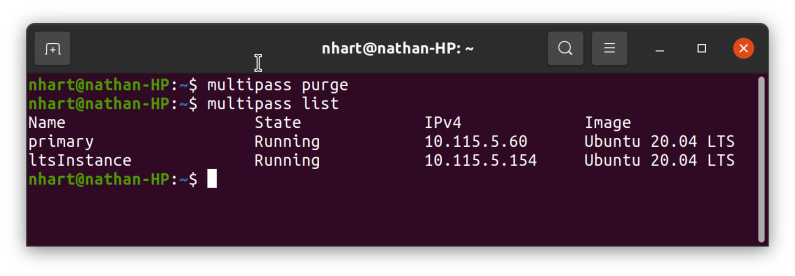 nhart@nathan-HP: ~
nhart@nathan-HP:~$ multipass purge
nhart@nathan-HP:~$ multipass list
Name State IPv4 Image
primary Running 10.115.5.60 Ubuntu 20.04 LTS
ltsInstance Running 10.115.5.154 Ubuntu 20.04 LTS
nhart@nathan-HP:~$